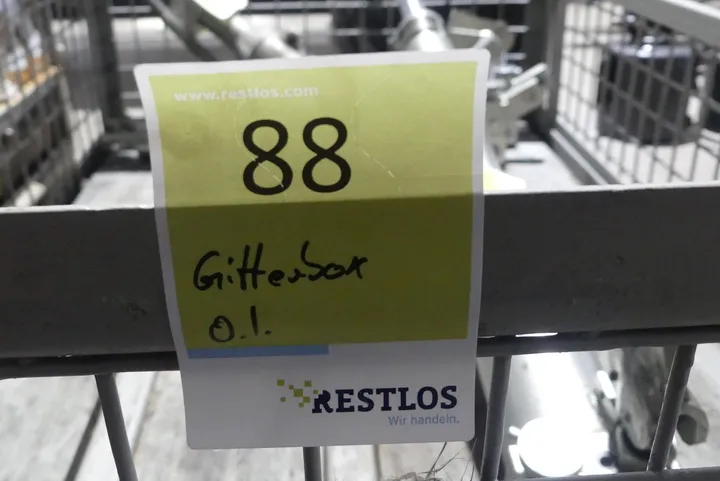 www.restlos.com
88
Gitterbox
o.I.
RESTLOS
Wir handeln.